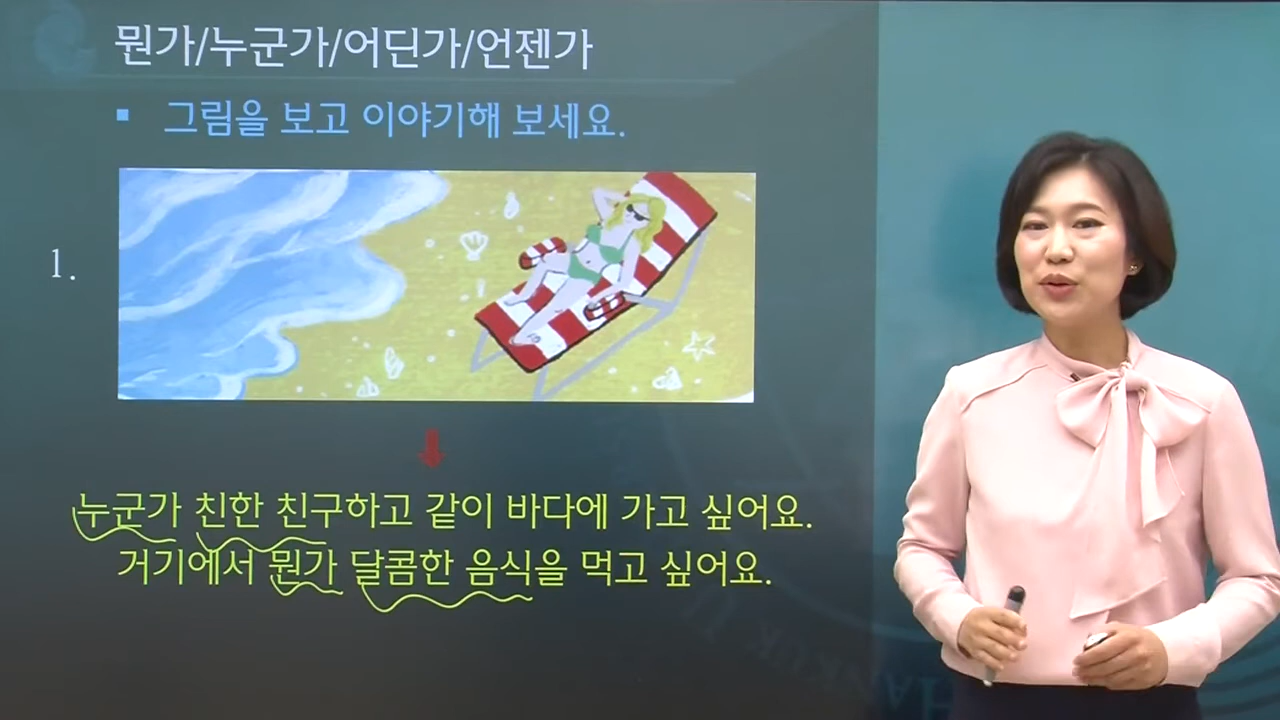 뭔가/누군가/어딘가/언젠가
▪ 그림을 보고 이야기해 보세요.
1.
누군가 친한 친구하고 같이 바다에 가고 싶어요.
거기에서 뭔가 달콤한 음식을 먹고 싶어요.